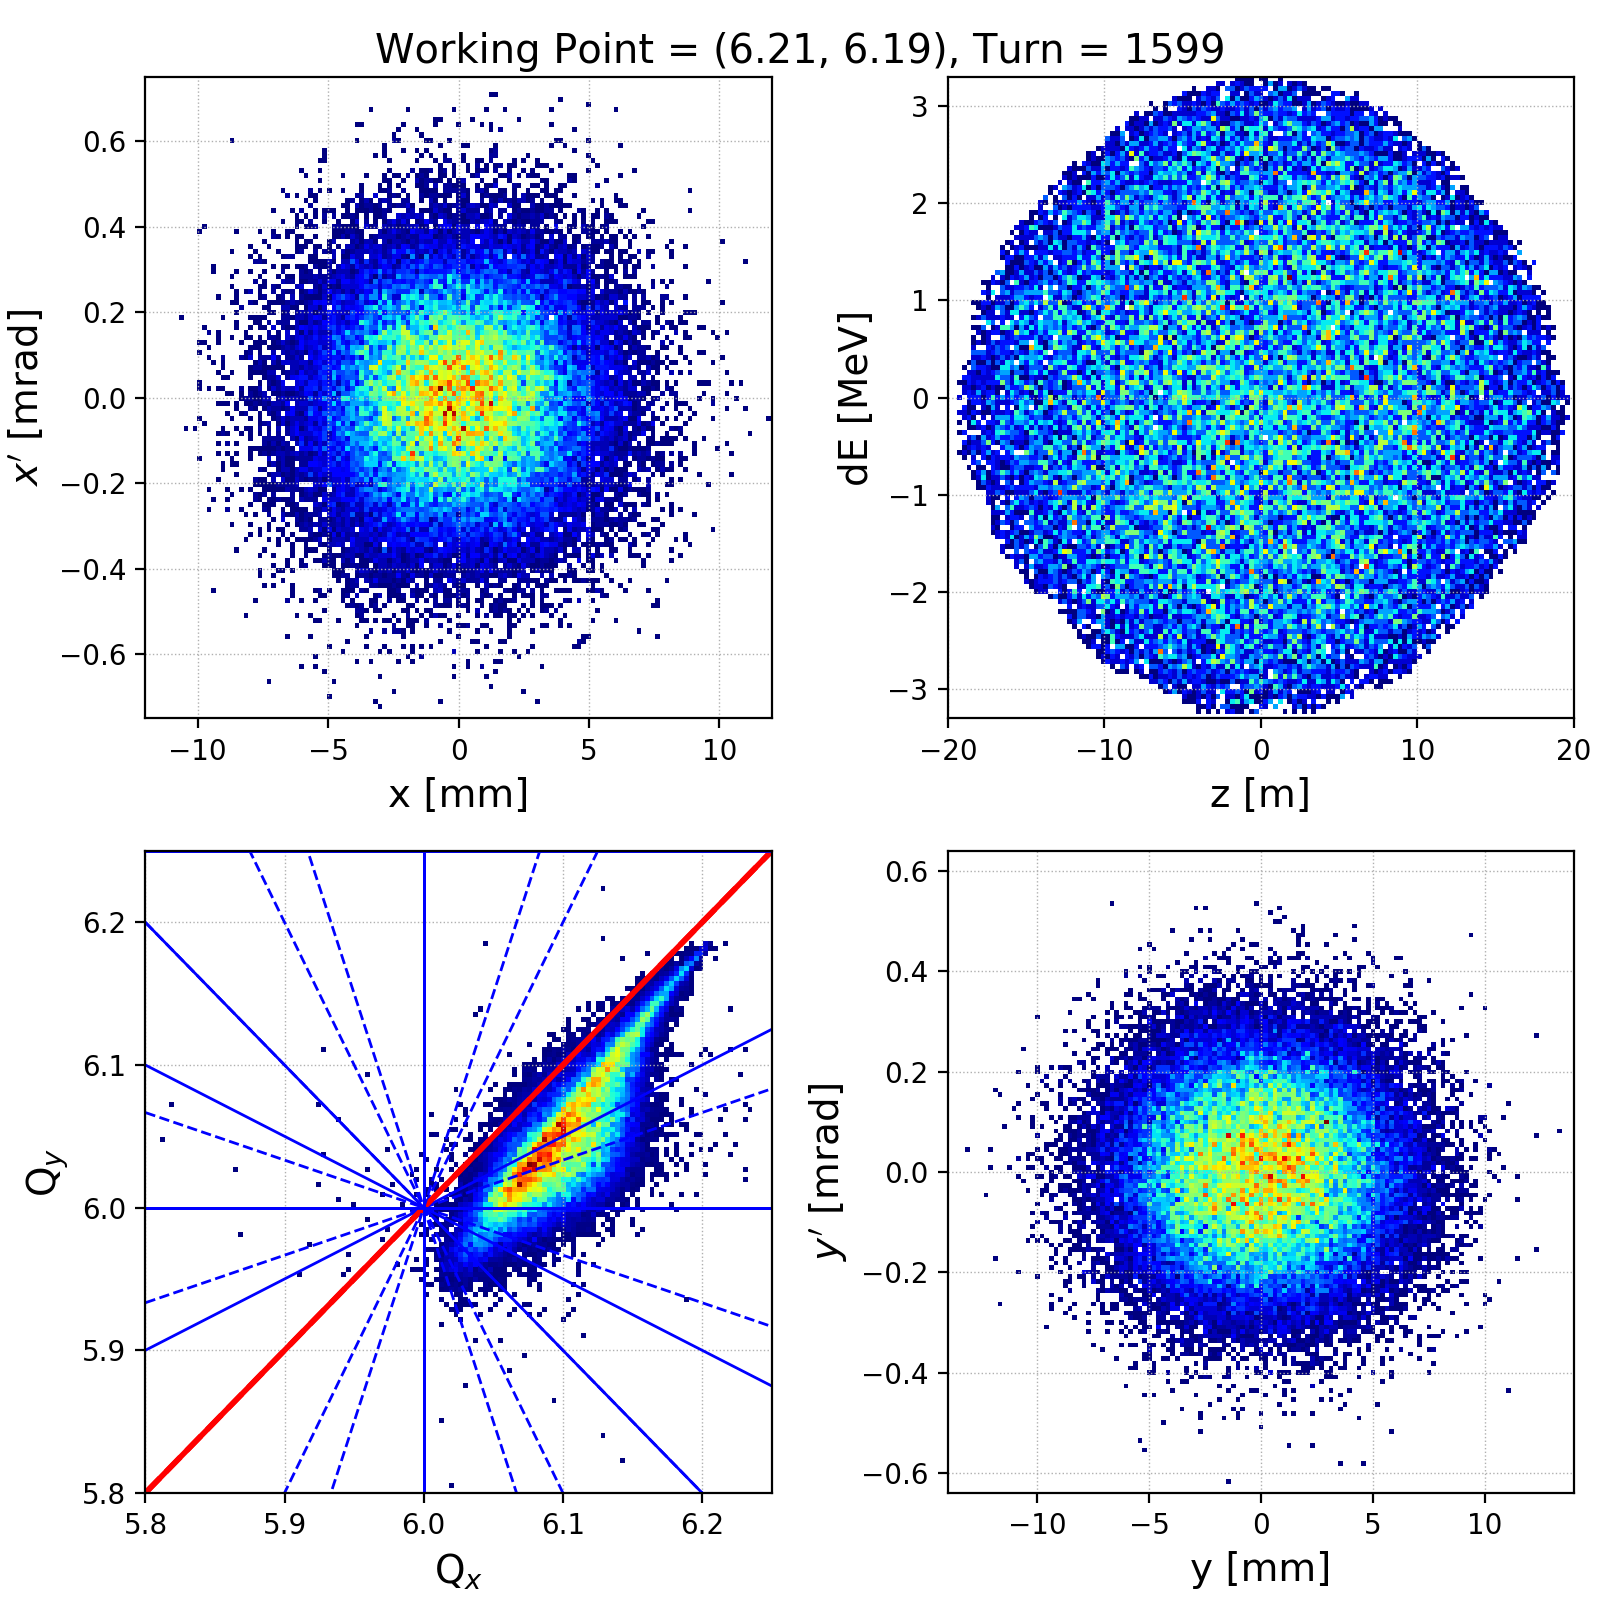 Working Point = (6.21, 6.19), Turn = 1599
0.6
0.4
0.2
0.0
−0.2
−0.4
−0.6
x′ [mrad]
−10 −5 0 5 10
x [mm]
3
2
1
0
−1
−2
−3
dE [MeV]
−20 −10 0 10 20
z [m]
6.2
6.1
6.0
5.9
5.8
Qy
5.8 5.9 6.0 6.1 6.2
Qx
0.6
0.4
0.2
0.0
−0.2
−0.4
−0.6
y′ [mrad]
−10 −5 0 5 10
y [mm]